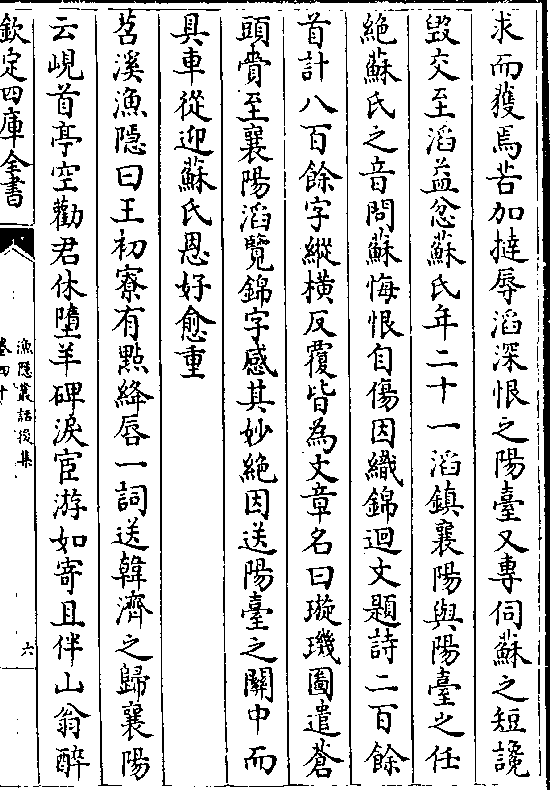 求而獲焉苦加撻辱滔深恨之陽臺又專伺蘇之短讒
毀交至滔益忿蘇氏年二十一滔鎮襄陽與陽臺之任
絶蘇氏之音問蘇悔恨自傷因織錦迴文題詩二百餘
首計八百餘字縱橫反覆皆為文章名曰璇璣圖遣蒼
頭賫至襄陽滔覽錦字感其妙絶因送陽臺之闗中而
具車從迎蘇氏恩好愈重
苕溪漁隱曰王初寮有點絳唇一詞送韓濟之歸襄陽
云峴首亭空勸君休墮羊碑淚宦游如寄且伴山翁醉
欽定四庫全書
漁隱叢話後集
卷四十
六